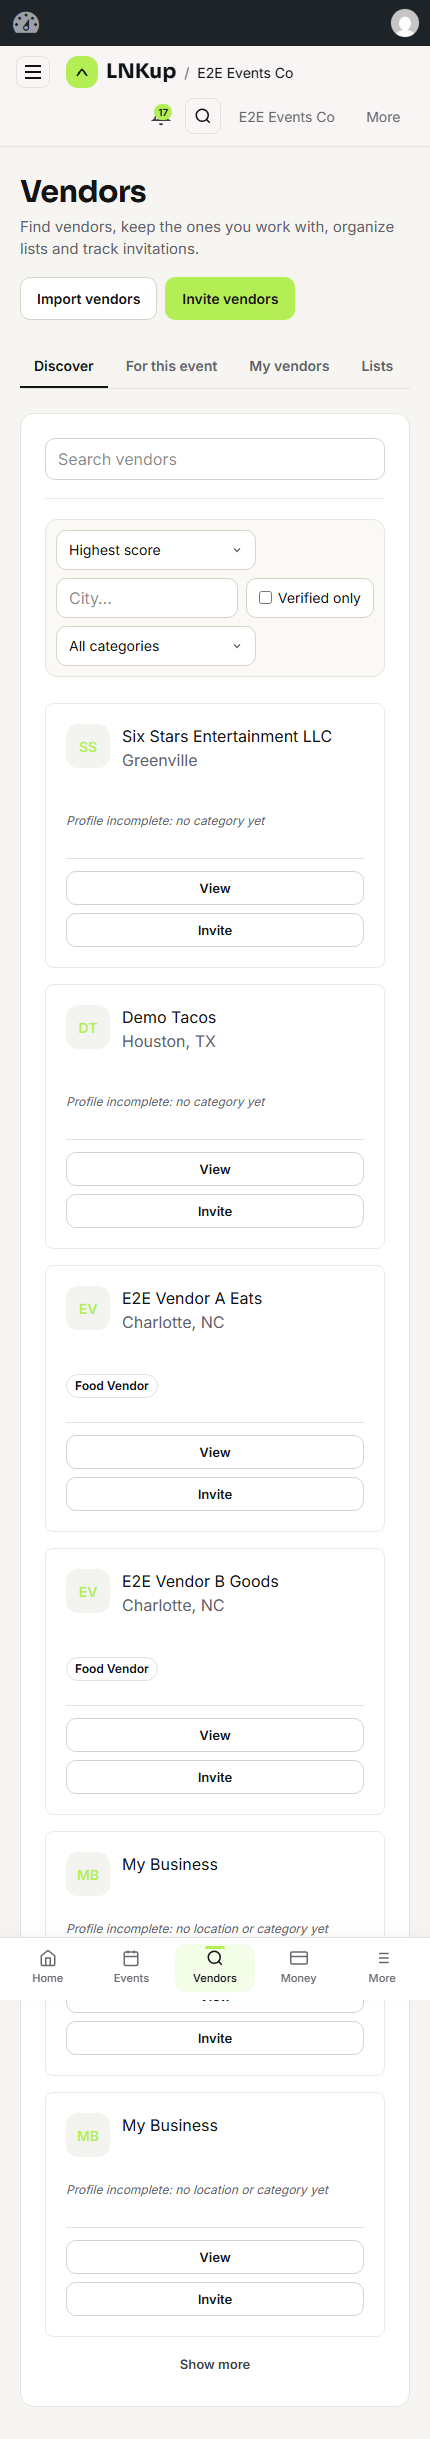 LNKup / E2E Events Co
17
E2E Events Co More
Vendors
Find vendors, keep the ones you work with, organize
lists and track invitations.
Import vendors Invite vendors
Discover For this event My vendors Lists
Search vendors
Highest score
City... Verified only
All categories
SS Six Stars Entertainment LLC
Greenville
Profile incomplete: no category yet
View
Invite
DT Demo Tacos
Houston, TX
Profile incomplete: no category yet
View
Invite
EV E2E Vendor A Eats
Charlotte, NC
Food Vendor
View
Invite
EV E2E Vendor B Goods
Charlotte, NC
Food Vendor
View
Invite
MB My Business
Profile incomplete: no location or category yet
Home Events Vendors Money More
Invite
MB My Business
Profile incomplete: no location or category yet
View
Invite
Show more